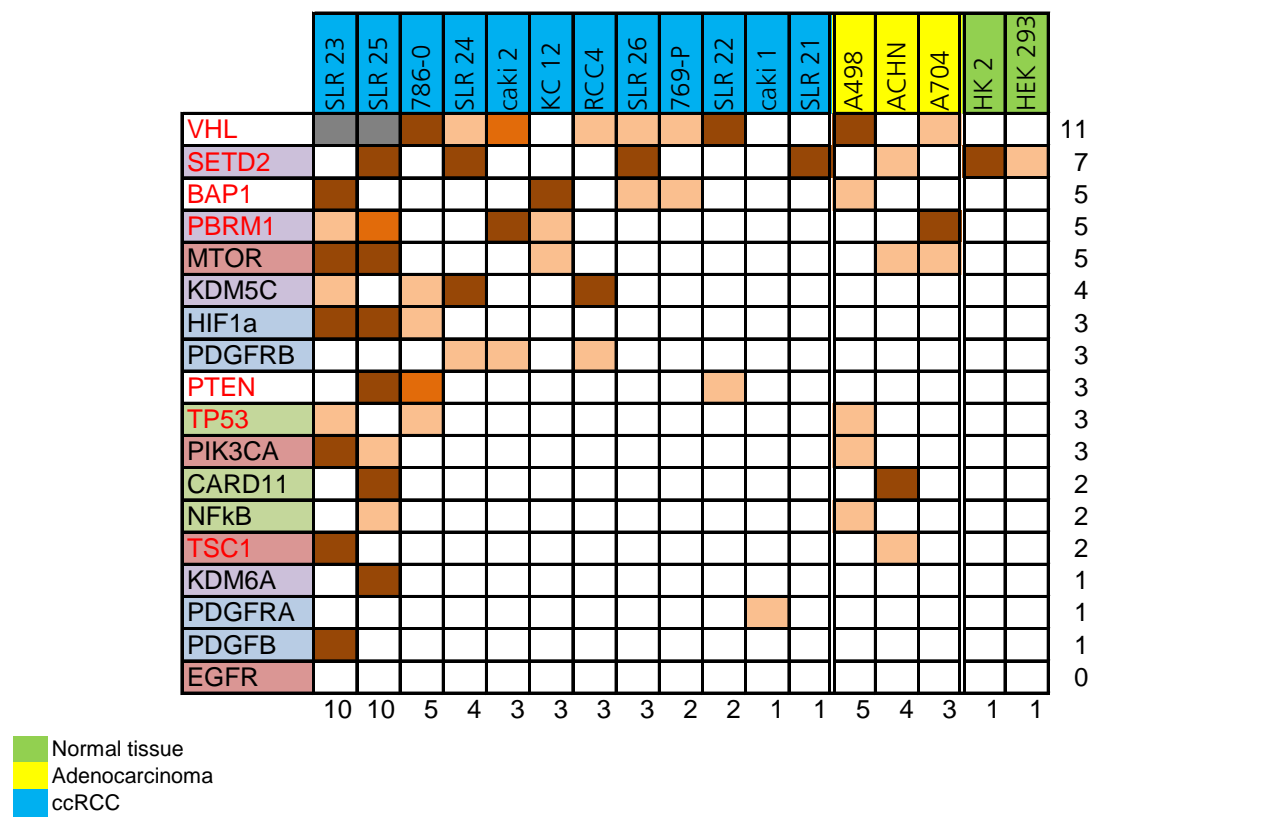 SLR 23 SLR 25 786-0 SLR 24 caki 2 KC 12 RCC4 SLR 26 769-P SLR 22 caki 1 SLR 21 A498 ACHN A704 HK 2 HEK 293
VHL 11
SETD2 7
BAP1 5
PBRM1 5
MTOR 5
KDM5C 4
HIF1a 3
PDGFRB 3
PTEN 3
TP53 3
PIK3CA 3
CARD11 2
NFkB 2
TSC1 2
KDM6A 1
PDGFRA 1
PDGFB 1
EGFR 0
10 10 5 4 3 3 3 3 2 2 1 1 5 4 3 1 1
Normal tissue
Adenocarcinoma
ccRCC